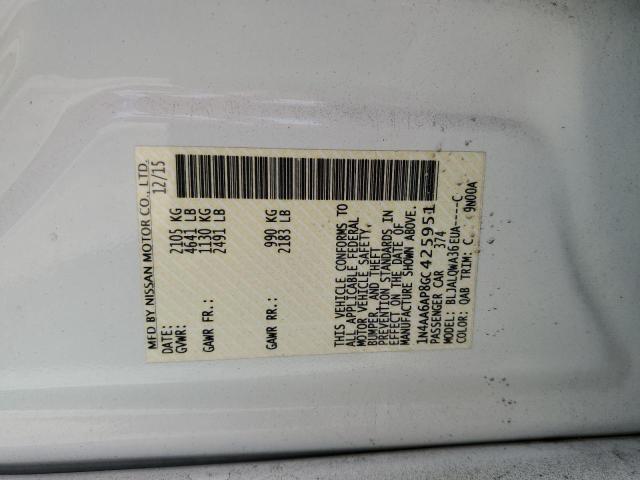 MFD BY NISSAN MOTOR CO., LTD.
DATE: 12/15
GVWR: 2105 KG
4641 LB
GAWR FR.: 1130 KG
2491 LB
GAWR RR.: 990 KG
2183 LB
THIS VEHICLE CONFORMS TO
ALL APPLICABLE FEDERAL
MOTOR VEHICLE SAFETY,
BUMPER, AND THEFT
PREVENTION STANDARDS IN
EFFECT ON THE DATE OF
MANUFACTURE SHOWN ABOVE.
1N4AA6AP8GC425951
PASSENGER CAR 374
MODEL: BLJALQWA36EUA----C
COLOR: QAB TRIM: C 9N00A